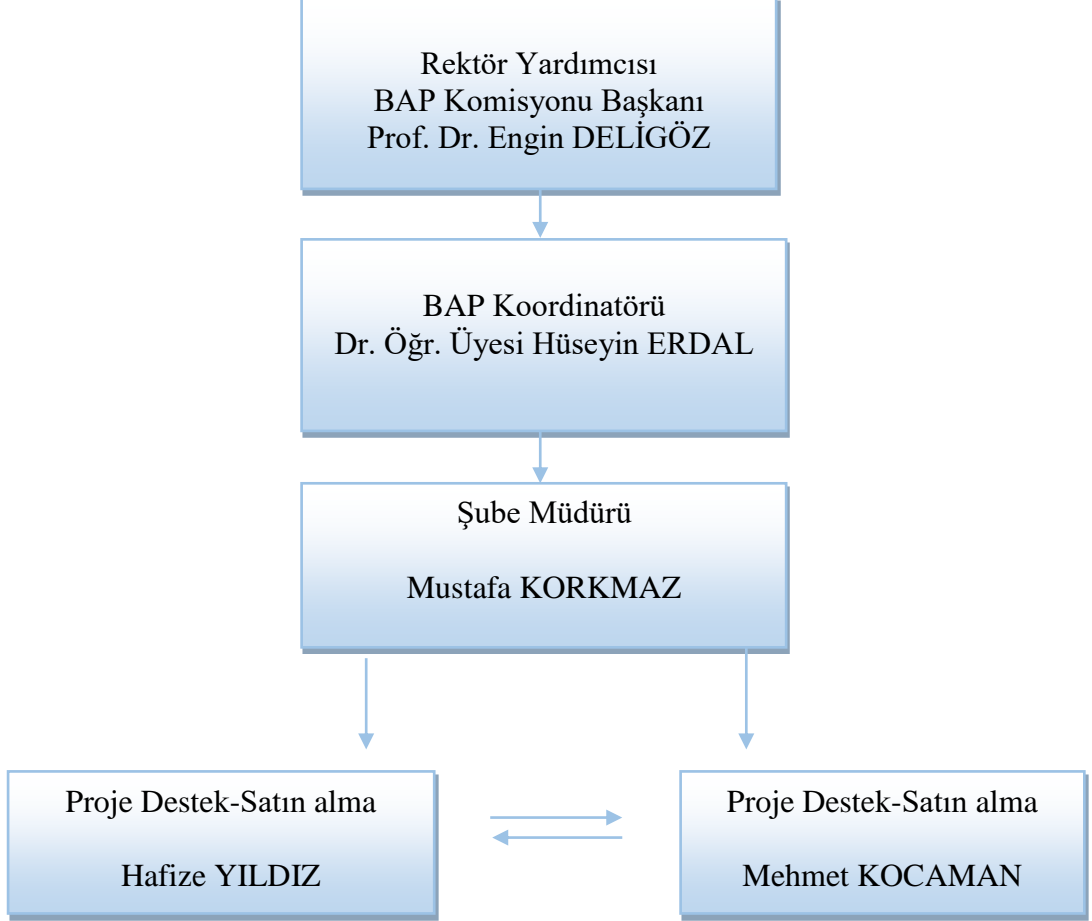 Rektör Yardımcısı
BAP Komisyonu Başkanı
Prof. Dr. Engin DELİGÖZ
BAP Koordinatörü
Dr. Öğr. Üyesi Hüseyin ERDAL
Şube Müdürü
Mustafa KORKMAZ
Proje Destek-Satın alma
Hafize YILDIZ
Proje Destek-Satın alma
Mehmet KOCAMAN